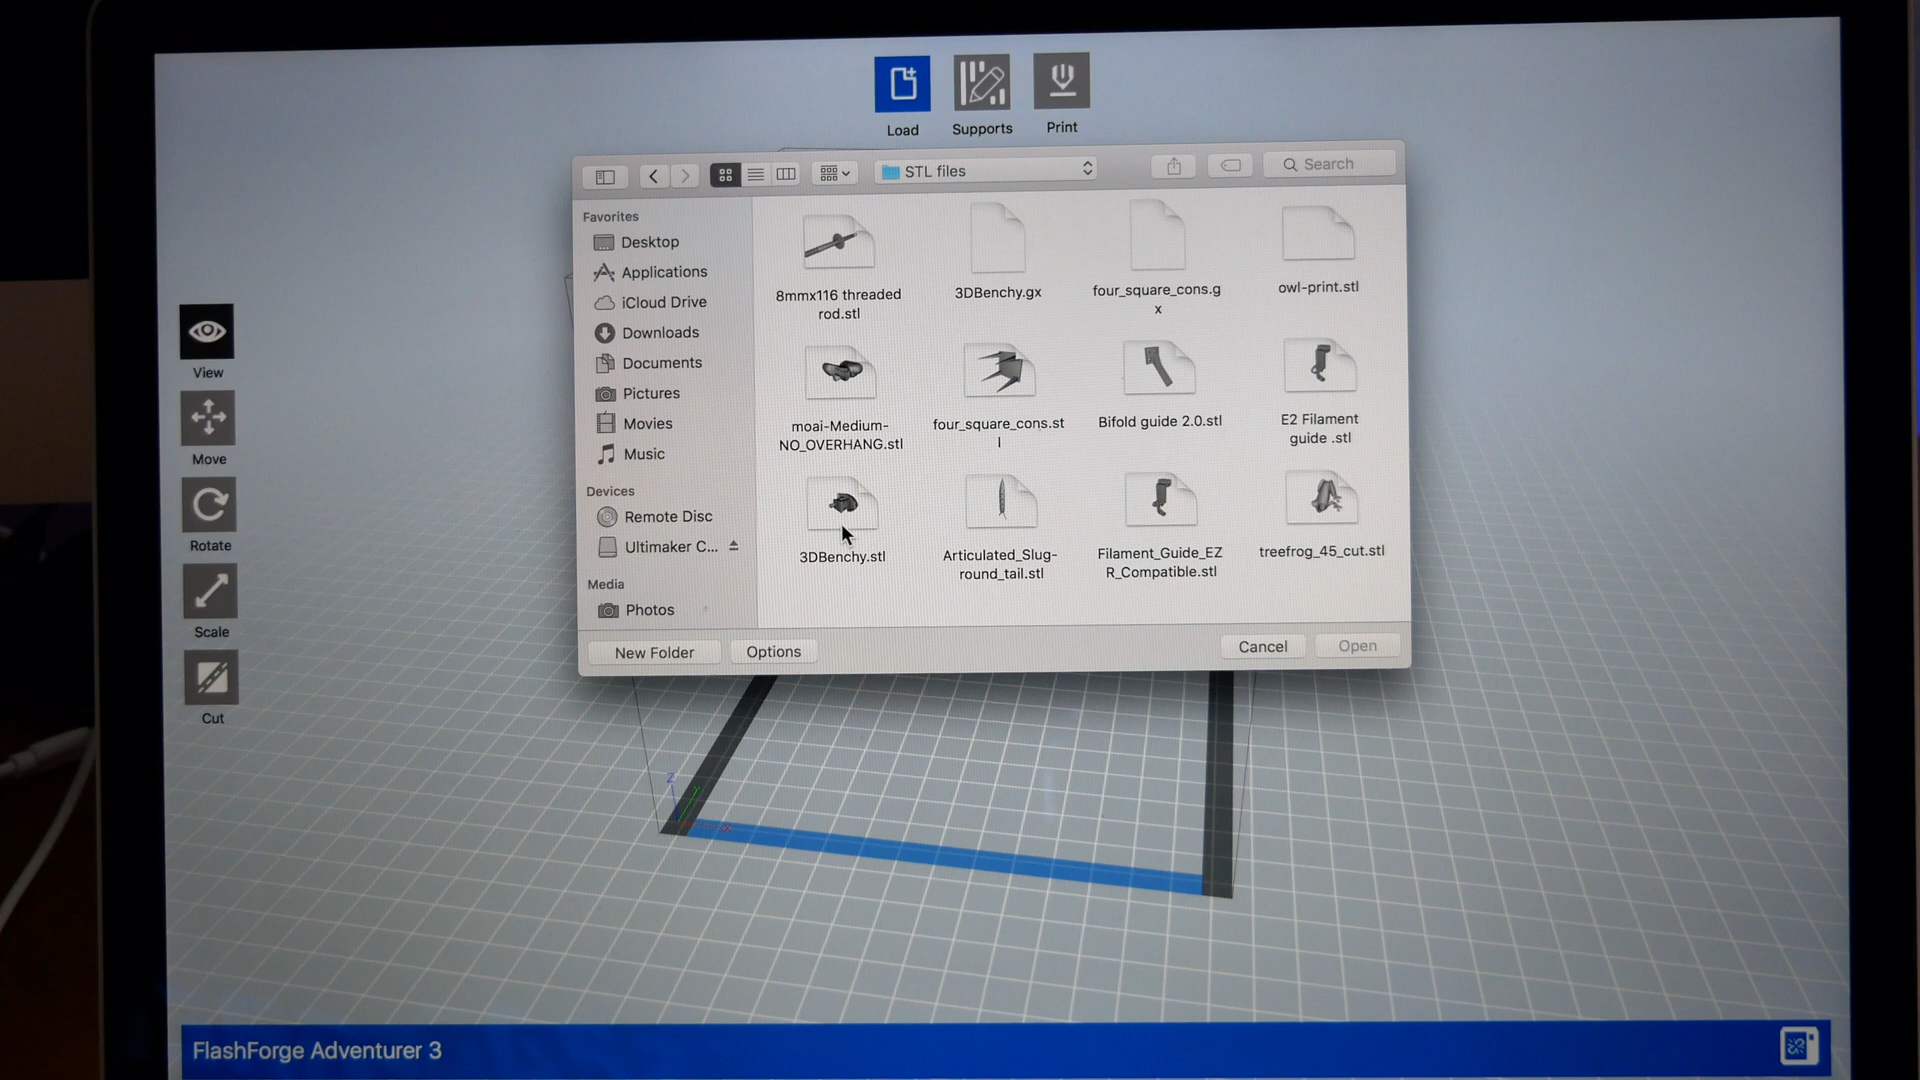 Load
Supports
Print
STL files
Search
Favorites
Desktop
Applications
iCloud Drive
Downloads
Documents
Pictures
Movies
Music
Devices
Remote Disc
Ultimaker C...
Media
Photos
8mmx116 threaded
rod.stl
3DBenchy.gx
four_square_cons.g
x
owl-print.stl
moai-Medium-
NO_OVERHANG.stl
four_square_cons.st
l
Bifold guide 2.0.stl
E2 Filament
guide .stl
3DBenchy.stl
Articulated_Slug-
round_tail.stl
Filament_Guide_EZ
R_Compatible.stl
treefrog_45_cut.stl
New Folder
Options
Cancel
Open
View
Move
Rotate
Scale
Cut
Z
Y
X
FlashForge Adventurer 3